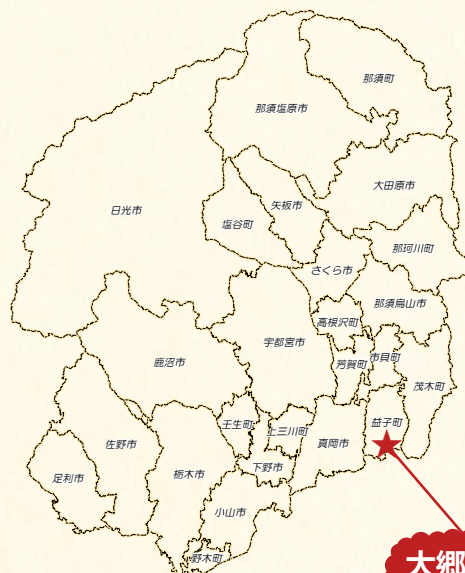 那須町
那須塩原市
大田原市
矢板市
日光市
塩谷町
那珂川町
さくら市
那須烏山市
高根沢町
宇都宮市
市貝町
鹿沼市
芳賀町
茂木町
益子町
壬生町
上三川町
佐野市
真岡市
下野市
栃木市
足利市
小山市
野木町
大郷